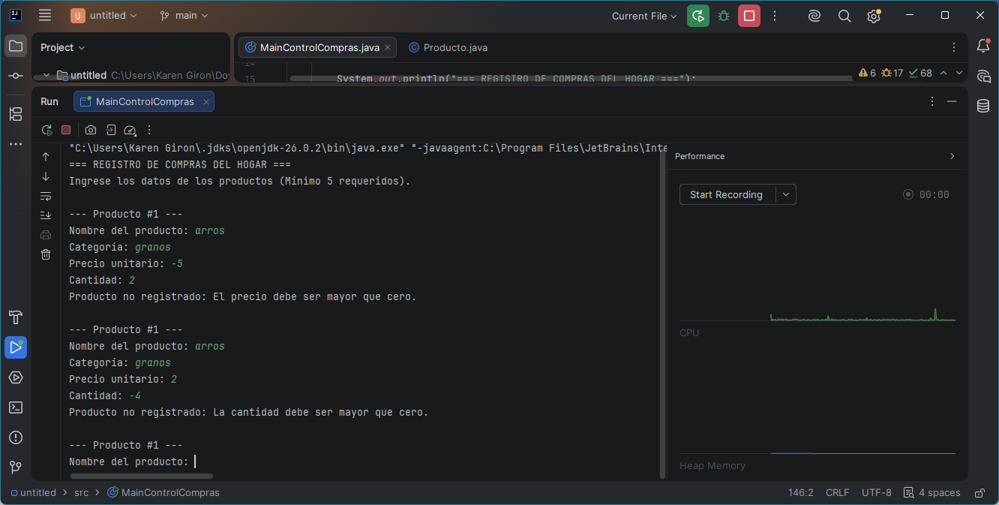 U untitled main Current File
Project
MainControlCompras.java Producto.java
untitled C:\Users\Karen Giron\Do
14
15 System.out.println("=== REGISTRO DE COMPRAS DEL HOGAR ===");
6 17 68
Run MainControlCompras
"C:\Users\Karen Giron\.jdks\openjdk-26.0.2\bin\java.exe" "-javaagent:C:\Program Files\JetBrains\Inte
=== REGISTRO DE COMPRAS DEL HOGAR ===
Ingrese los datos de los productos (Mínimo 5 requeridos).
--- Producto #1 ---
Nombre del producto: arros
Categoría: granos
Precio unitario: -5
Cantidad: 2
Producto no registrado: El precio debe ser mayor que cero.
--- Producto #1 ---
Nombre del producto: arros
Categoría: granos
Precio unitario: 2
Cantidad: -4
Producto no registrado: La cantidad debe ser mayor que cero.
--- Producto #1 ---
Nombre del producto:
Performance
Start Recording 00:00
CPU
Heap Memory
untitled > src > MainControlCompras 146:2 CRLF UTF-8 4 spaces